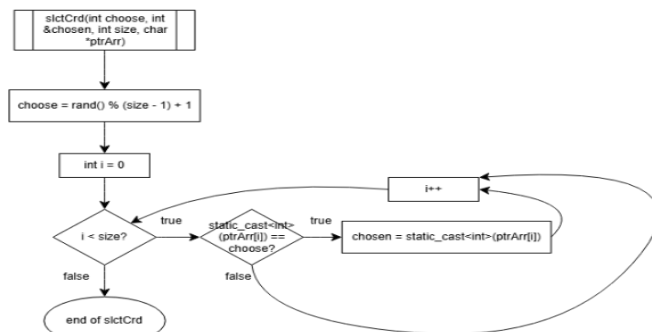 slctCrd(int choose, int
&chosen, int size, char
*ptrArr)
choose = rand() % (size - 1) + 1
int i = 0
i++
i < size?
true
static_cast<int>
(ptrArr[i]) ==
choose?
true
chosen = static_cast<int>(ptrArr[i])
false
false
end of slctCrd